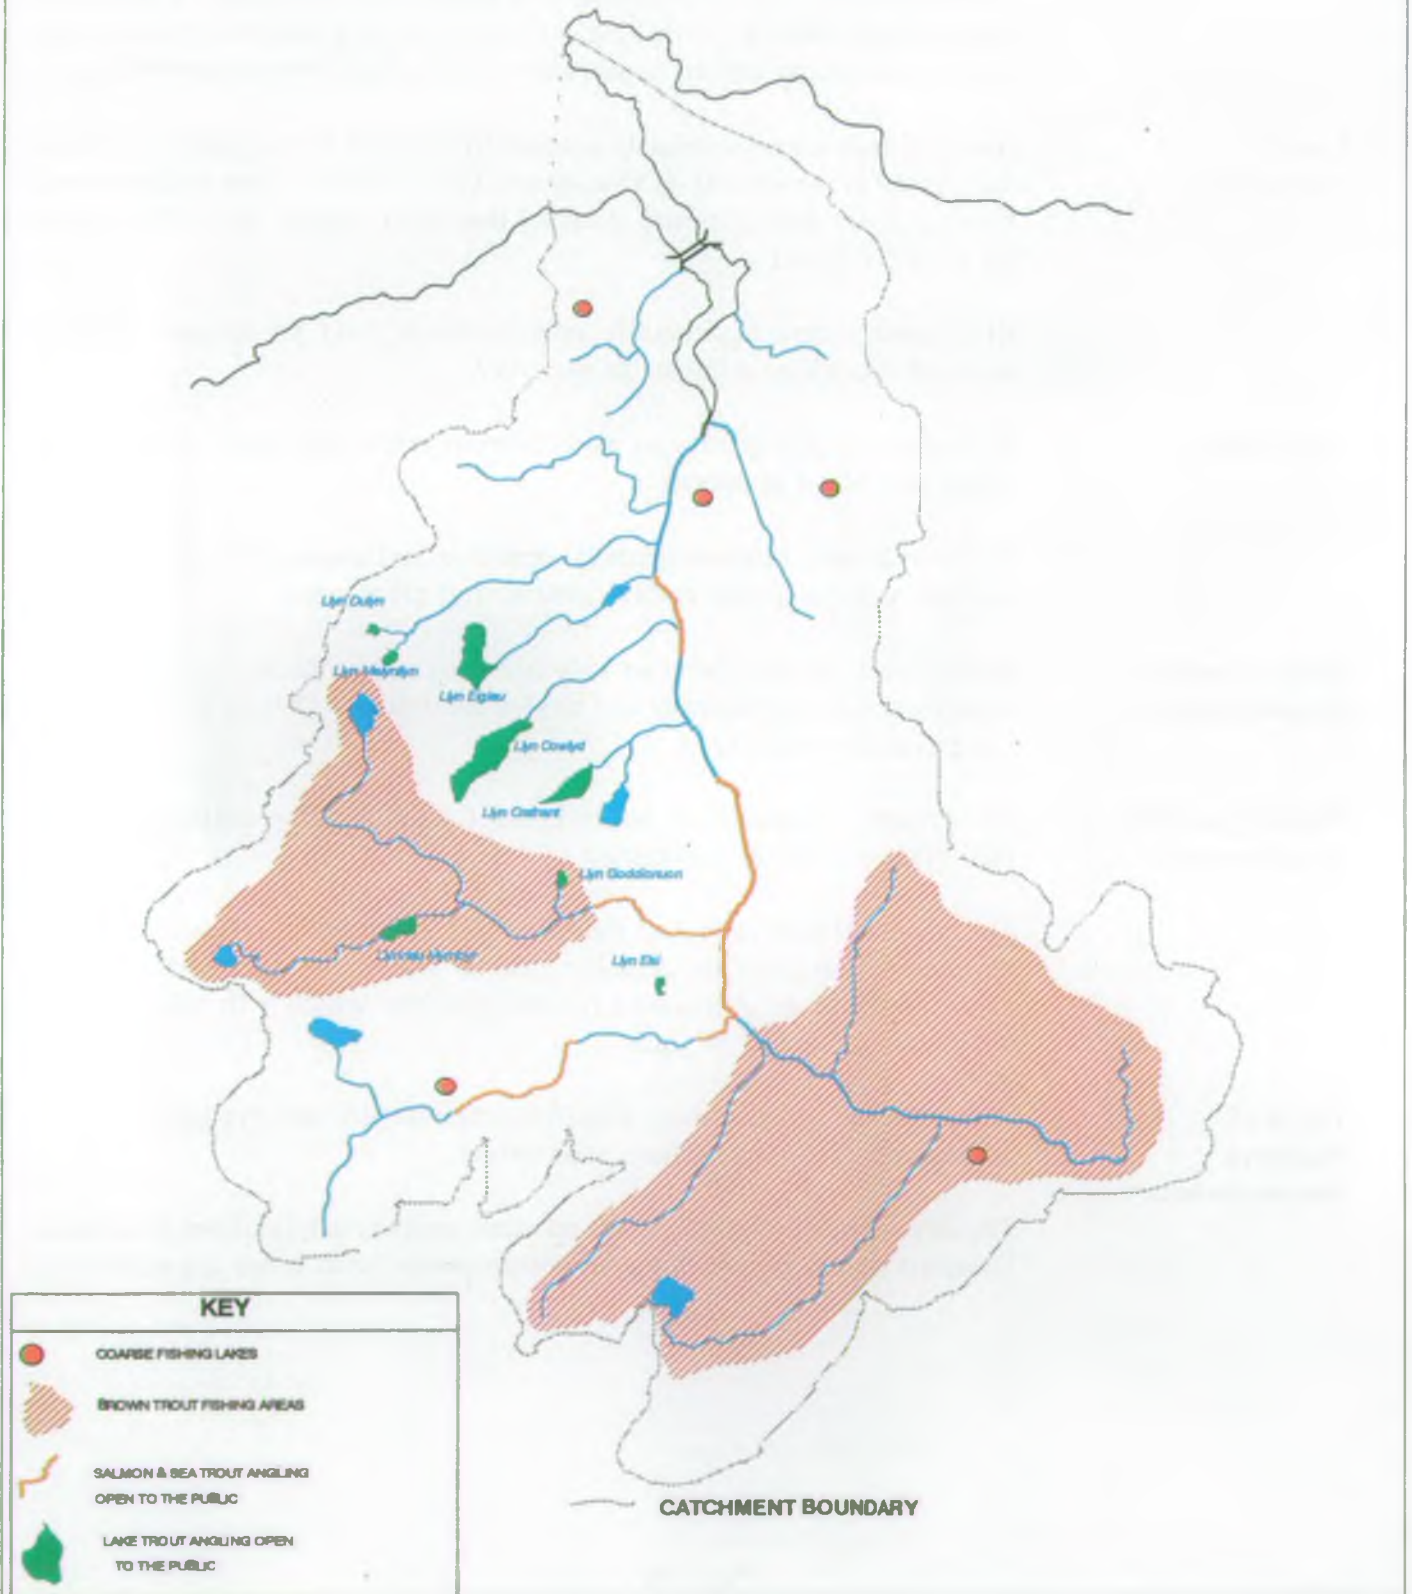 Llyn Dulyn
Llyn Melynllyn
Llyn Eigiau
Llyn Cowlyd
Llyn Crafnant
Llyn Goddionuon
Llynnau Mymbyr
Llyn Elsi
KEY
COARSE FISHING LAKES
BROWN TROUT FISHING AREAS
SALMON & SEA TROUT ANGLING
OPEN TO THE PUBLIC
LAKE TROUT ANGLING OPEN
TO THE PUBLIC
CATCHMENT BOUNDARY